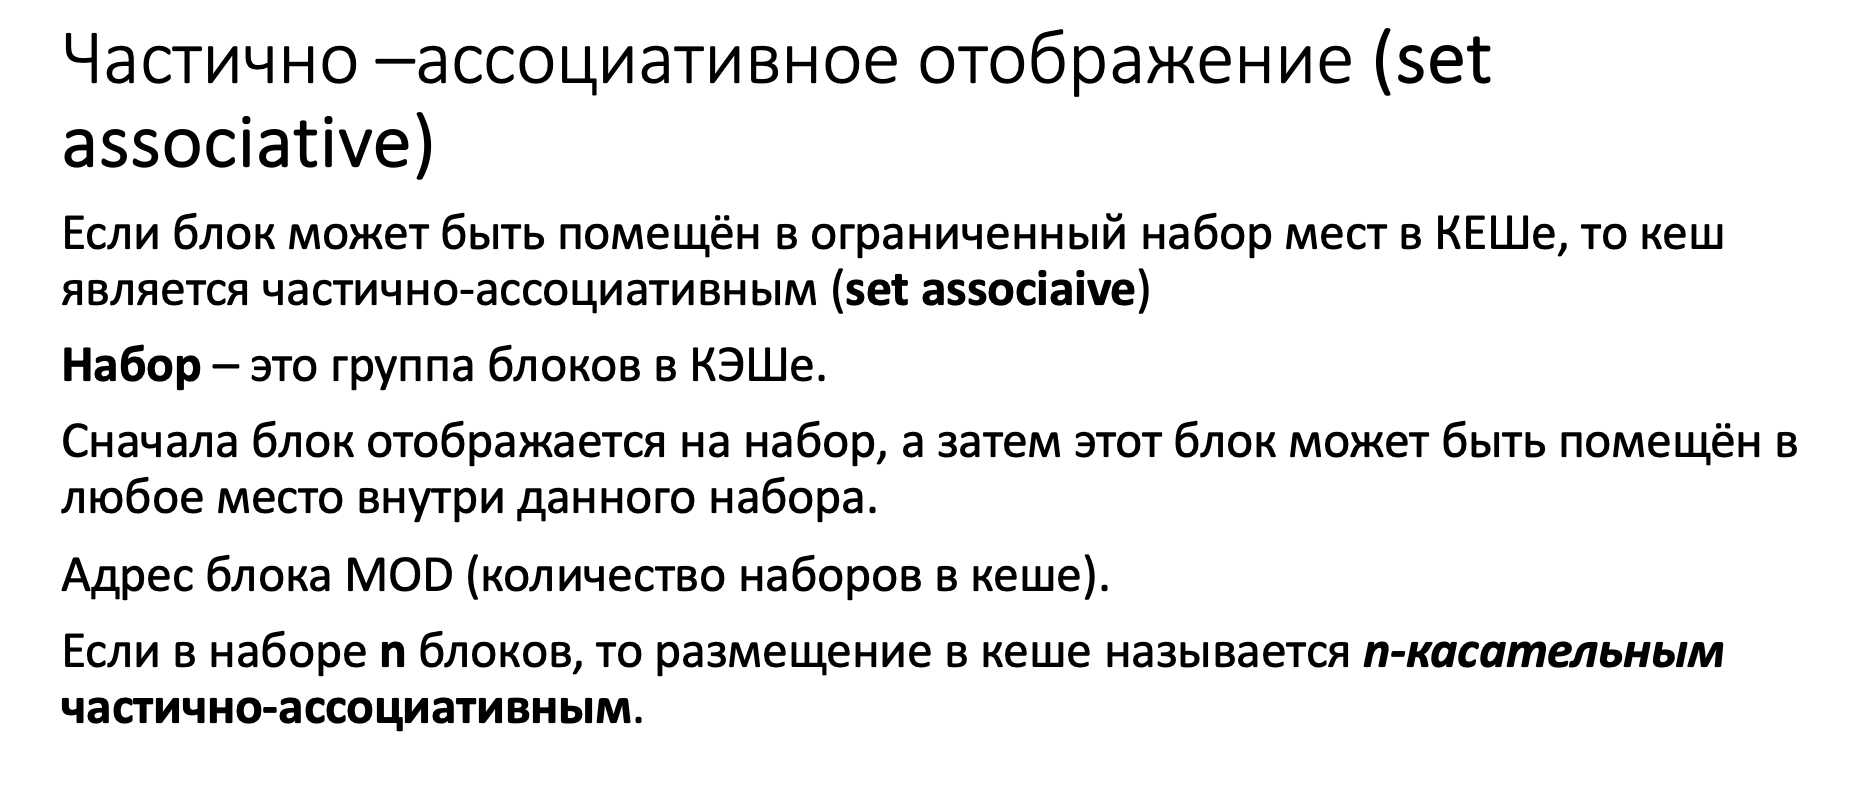 Частично –ассоциативное отображение (set
associative)
Если блок может быть помещён в ограниченный набор мест в КЕШе, то кеш
является частично-ассоциативным (set associaive)
Набор – это группа блоков в КЭШе.
Сначала блок отображается на набор, а затем этот блок может быть помещён в
любое место внутри данного набора.
Адрес блока MOD (количество наборов в кеше).
Если в наборе n блоков, то размещение в кеше называется n-касательным
частично-ассоциативным.